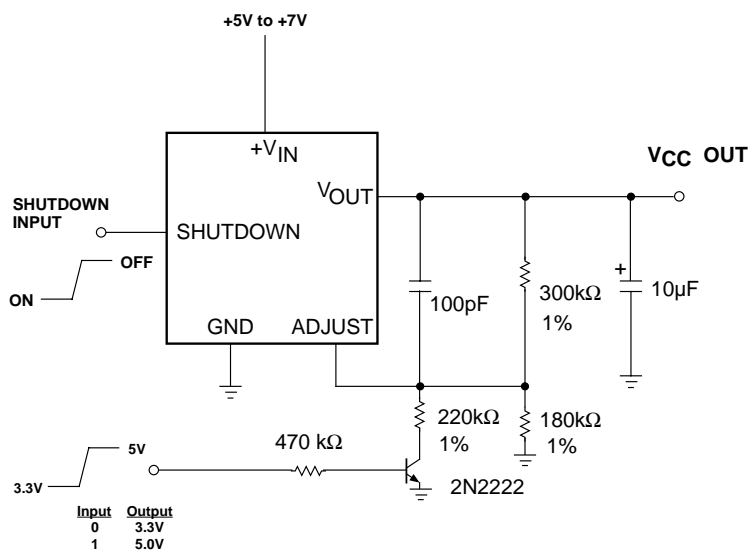 +5V to +7V
+VIN
VCC OUT
VOUT
SHUTDOWN
INPUT
SHUTDOWN
OFF
ON
100pF
300kΩ
1%
+
10µF
GND
ADJUST
220kΩ
1%
180kΩ
1%
470 kΩ
5V
3.3V
2N2222
Input Output
0 3.3V
1 5.0V